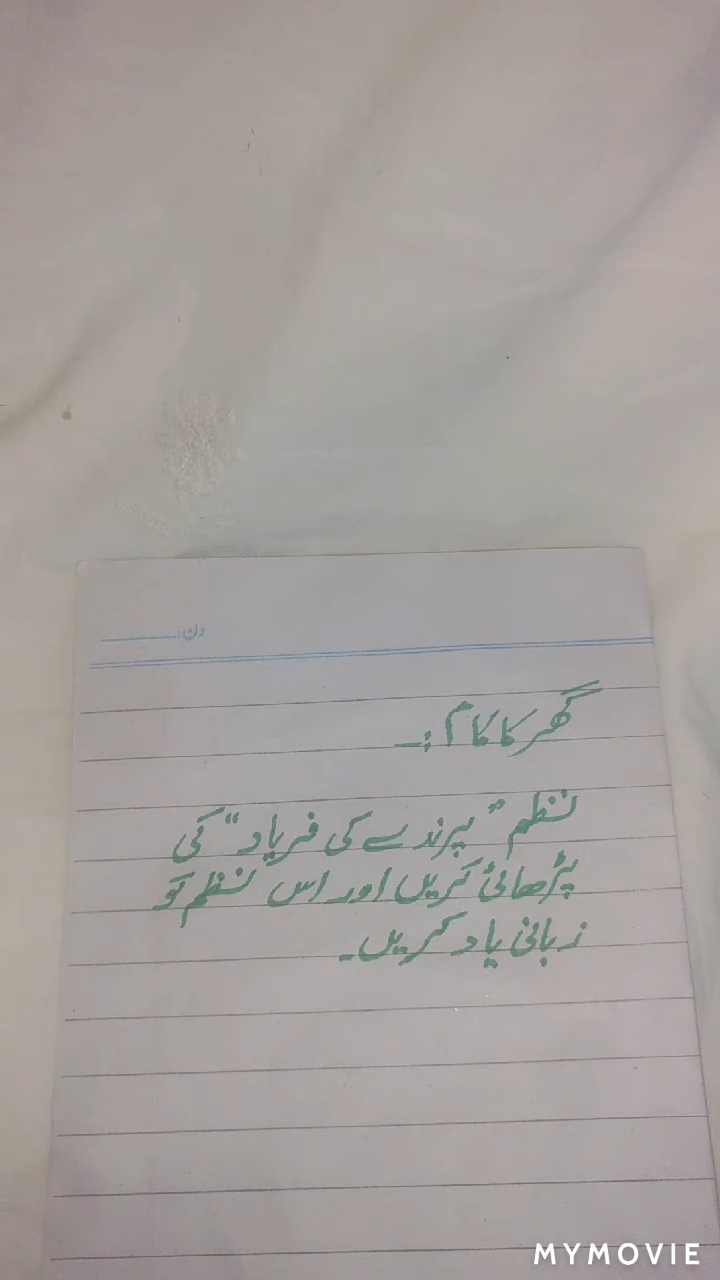 دن:
گھر کا کام :۔
نظم "پرندے کی فریاد" کی
پڑھائی کریں اور اس نظم کو
زبانی یاد کریں۔
MYMOVIE